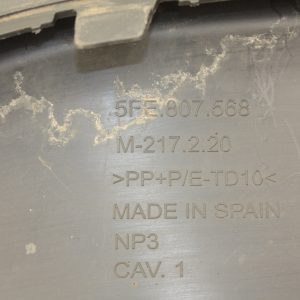 5FE.807.568
M-217.2.20
>PP+P/E-TD10<
MADE IN SPAIN
NP3
CAV. 1